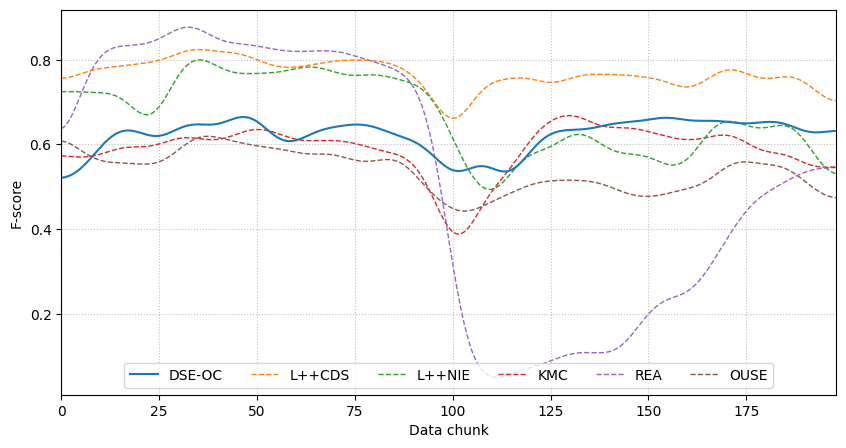 F-score
0.8
0.6
0.4
0.2
DSE-OC L++CDS L++NIE KMC REA OUSE
0 25 50 75 100 125 150 175
Data chunk